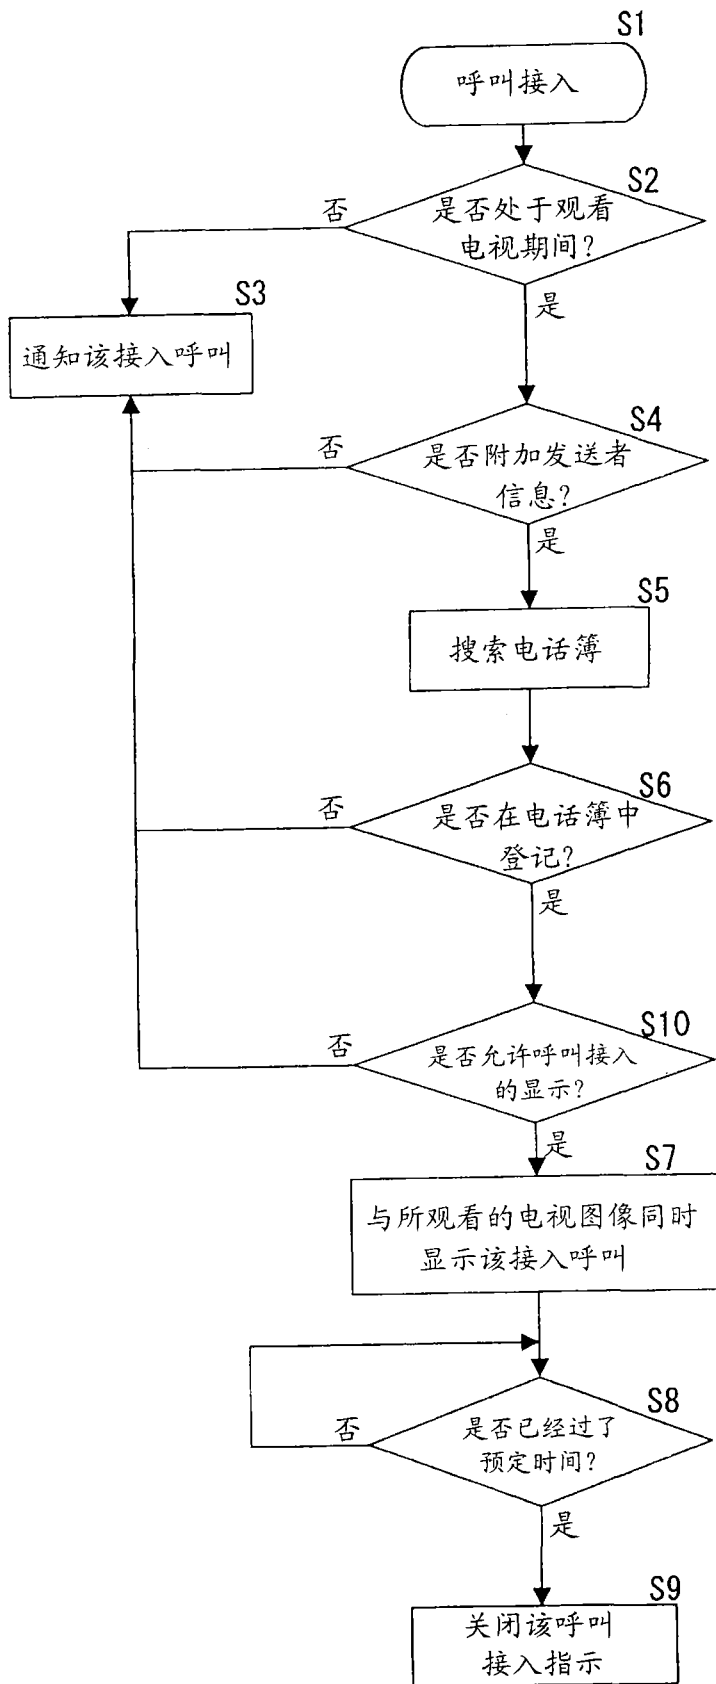 S1
呼叫接入
S2
是否处于观看
电视期间?
否
是
S3
通知该接入呼叫
S4
是否附加发送者
信息?
否
是
S5
搜索电话簿
S6
是否在电话簿中
登记?
否
是
S10
是否允许呼叫接入
的显示?
否
是
S7
与所观看的电视图像同时
显示该接入呼叫
S8
是否已经过了
预定时间?
否
是
S9
关闭该呼叫
接入指示